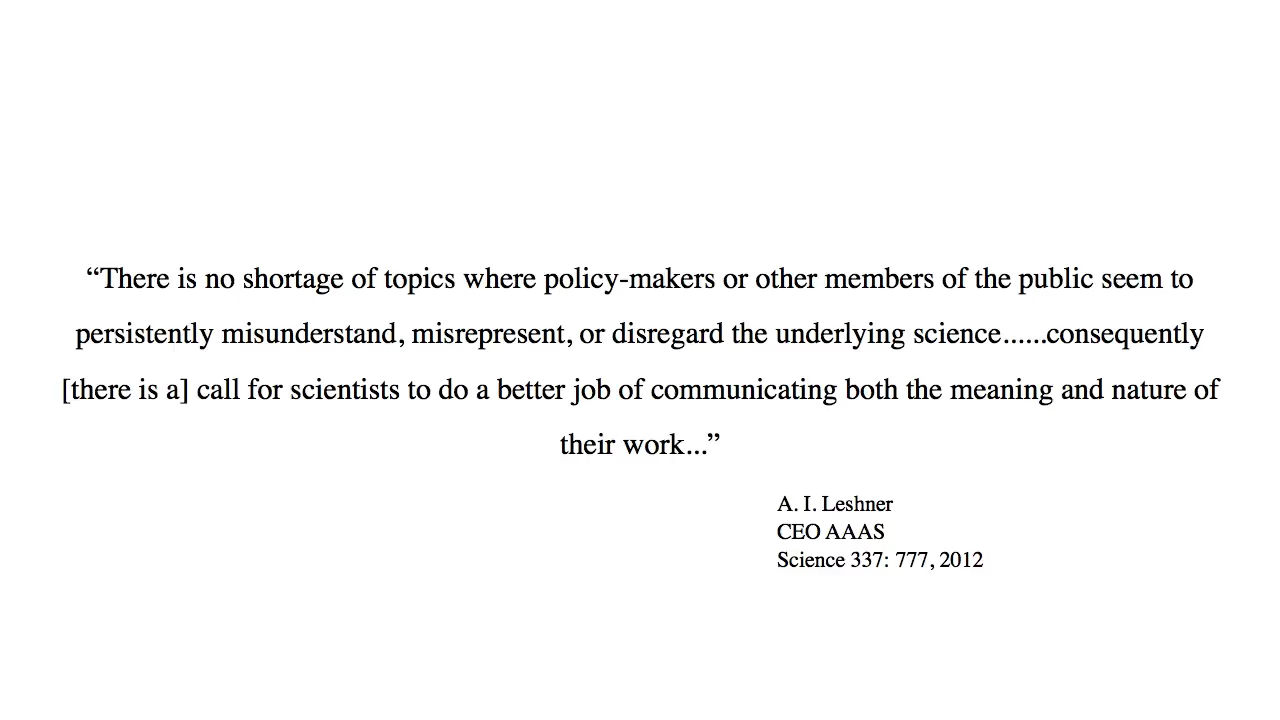 “There is no shortage of topics where policy-makers or other members of the public seem to
persistently misunderstand, misrepresent, or disregard the underlying science......consequently
[there is a] call for scientists to do a better job of communicating both the meaning and nature of
their work...”
A. I. Leshner
CEO AAAS
Science 337: 777, 2012